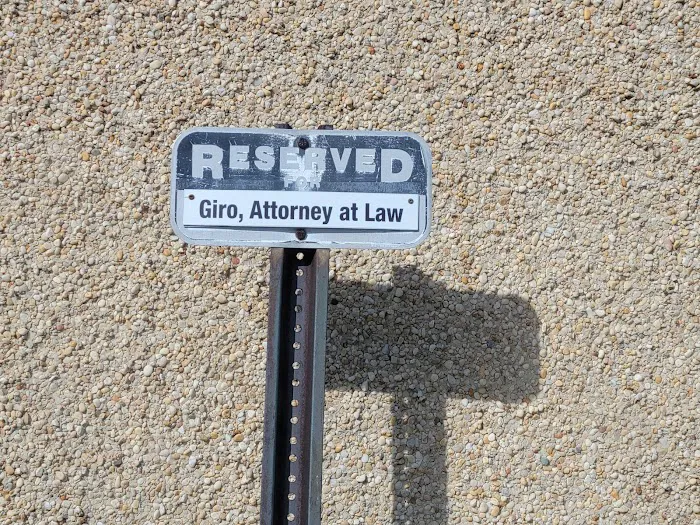 RESERVED
Giro, Attorney at Law